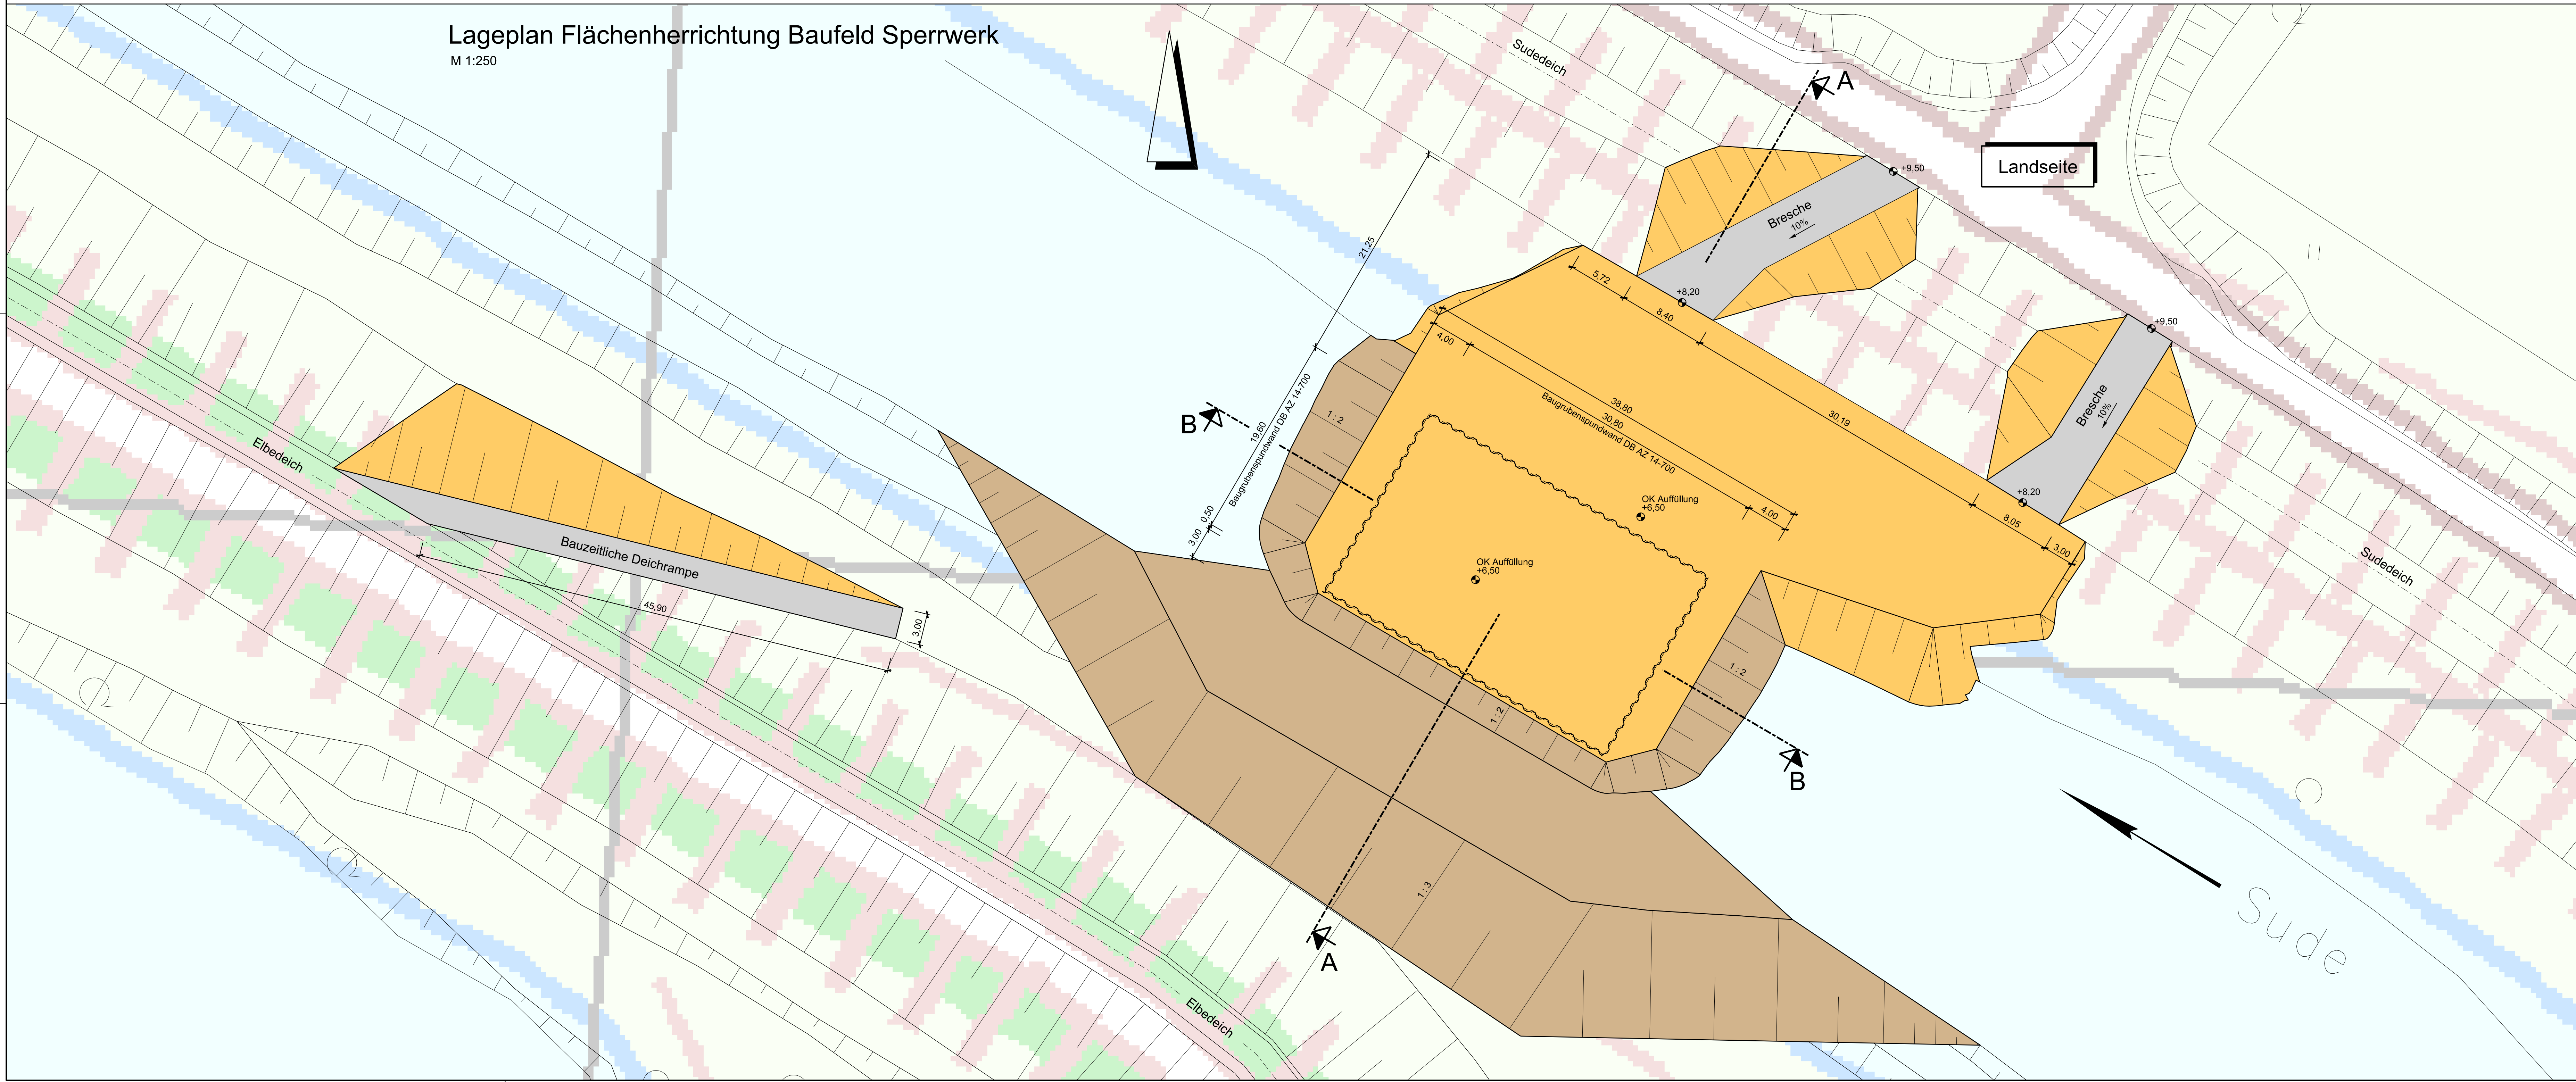 Lageplan Flächenherrichtung Baufeld Sperrwerk
M 1:250
Sudedeich
A
Landseite
+9,50
Bresche
10%
+8,20
21,25
5,72
8,40
4,00
38,80
30,80
Baugrubenspundwand DB AZ 14-700
30,19
+9,50
Bresche
10%
+8,20
8,05
3,00
Sudedeich
B
1 : 2
19,60
Baugrubenspundwand DB AZ 14-700
0,50
3,00
OK Auffüllung
+6,50
4,00
OK Auffüllung
+6,50
Elbedeich
Bauzeitliche Deichrampe
45,90
3,00
1 : 2
1 : 2
B
1 : 3
A
Sude
Elbedeich